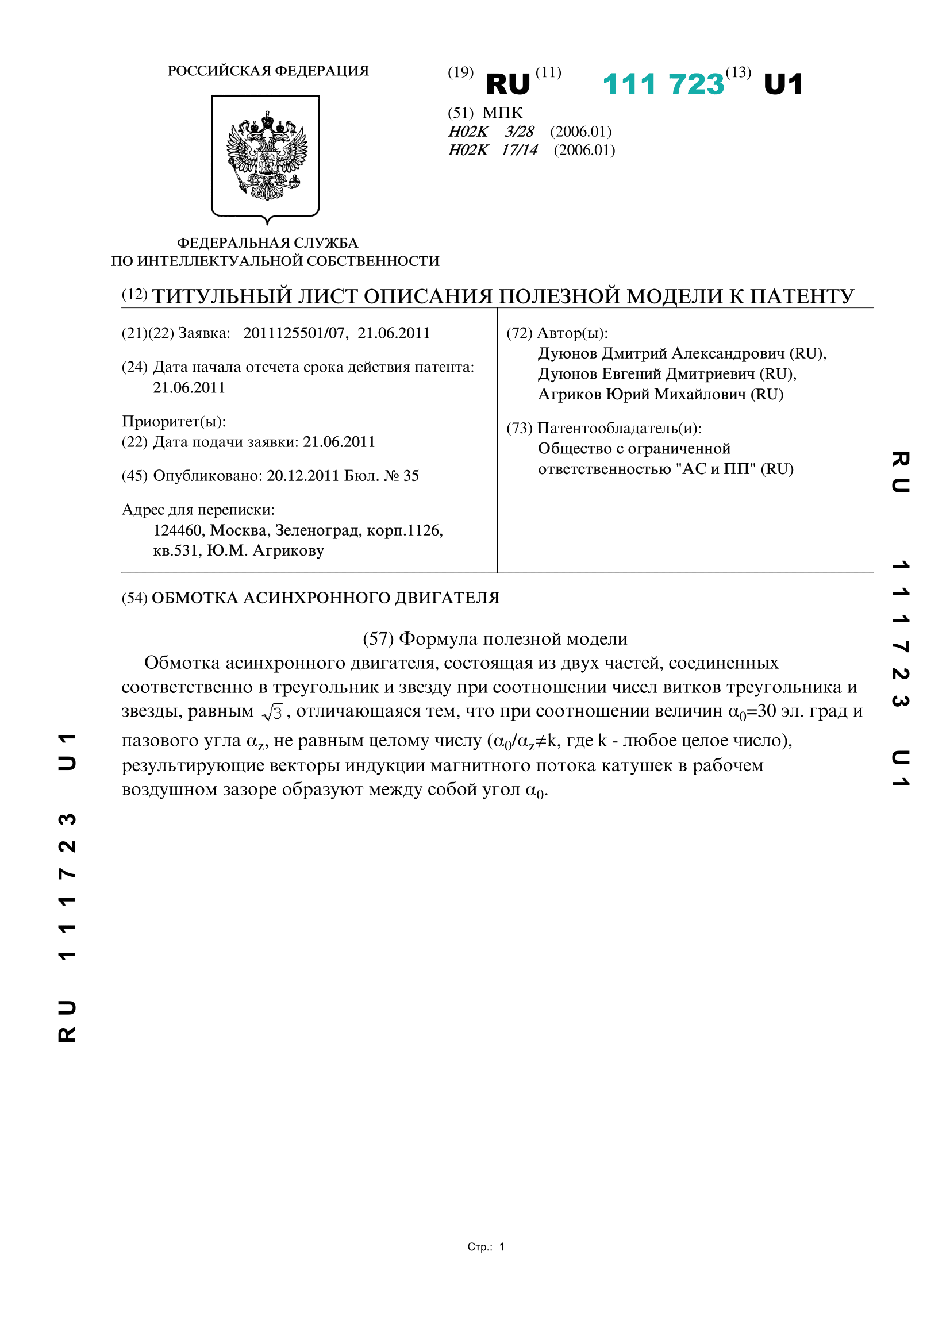 РОССИЙСКАЯ ФЕДЕРАЦИЯ
ФЕДЕРАЛЬНАЯ СЛУЖБА
ПО ИНТЕЛЛЕКТУАЛЬНОЙ СОБСТВЕННОСТИ
(19) RU (11) 111 723 (13) U1
(51) МПК
H02K 3/28 (2006.01)
H02K 17/14 (2006.01)
(12) ТИТУЛЬНЫЙ ЛИСТ ОПИСАНИЯ ПОЛЕЗНОЙ МОДЕЛИ К ПАТЕНТУ
(21)(22) Заявка: 2011125501/07, 21.06.2011
(24) Дата начала отсчета срока действия патента:
21.06.2011
Приоритет(ы):
(22) Дата подачи заявки: 21.06.2011
(45) Опубликовано: 20.12.2011 Бюл. № 35
Адрес для переписки:
124460, Москва, Зеленоград, корп.1126,
кв.531, Ю.М. Агрикову
(72) Автор(ы):
Дуюнов Дмитрий Александрович (RU),
Дуюнов Евгений Дмитриевич (RU),
Агриков Юрий Михайлович (RU)
(73) Патентообладатель(и):
Общество с ограниченной
ответственностью "АС и ПП" (RU)
(54) ОБМОТКА АСИНХРОННОГО ДВИГАТЕЛЯ
(57) Формула полезной модели
Обмотка асинхронного двигателя, состоящая из двух частей, соединенных
соответственно в треугольник и звезду при соотношении чисел витков треугольника и
звезды, равным √3, отличающаяся тем, что при соотношении величин α₀=30 эл. град и
пазового угла αz, не равным целому числу (α₀/αz≠k, где k - любое целое число),
результирующие векторы индукции магнитного потока катушек в рабочем
воздушном зазоре образуют между собой угол α₀.
RU 111723 U1
RU 111723 U1
Стр.: 1